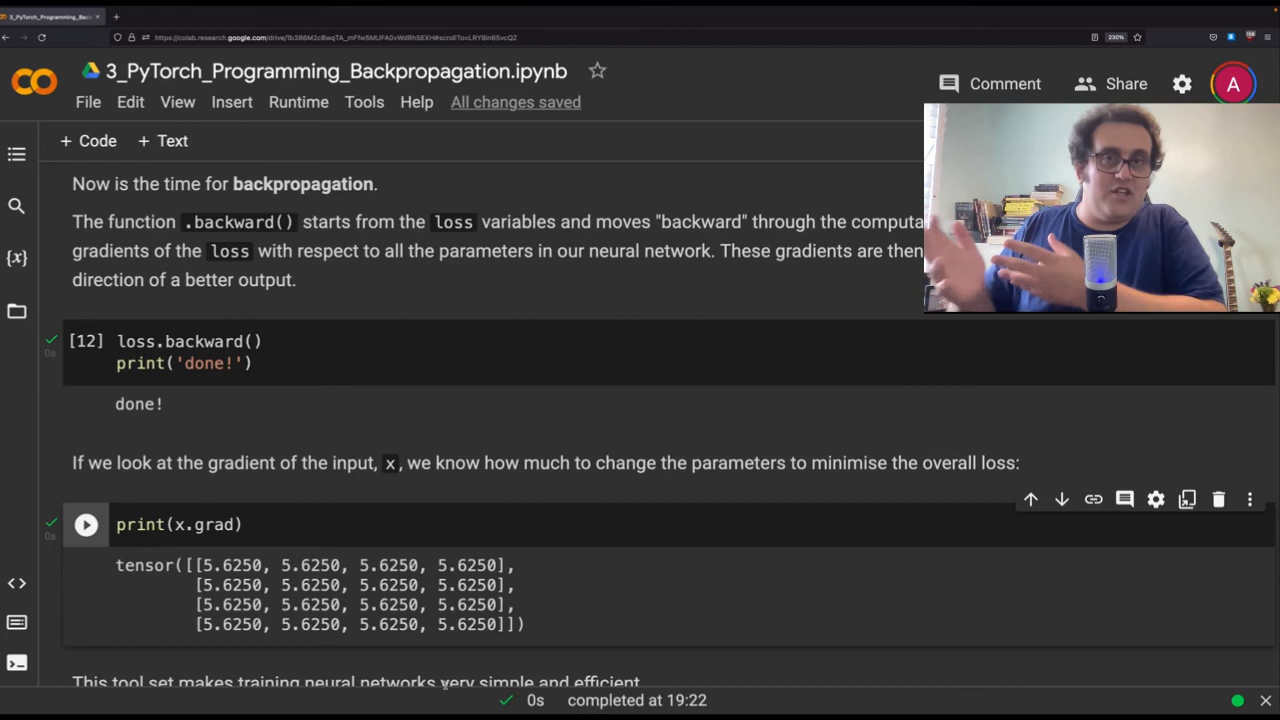 3_PyTorch_Programming_Bac
230%
3_PyTorch_Programming_Backpropagation.ipynb
File Edit View Insert Runtime Tools Help All changes saved
Comment Share A
+ Code + Text
Now is the time for backpropagation.
The function .backward() starts from the loss variables and moves "backward" through the computa
gradients of the loss with respect to all the parameters in our neural network. These gradients are then
direction of a better output.
[12] loss.backward()
0s
print('done!')
done!
If we look at the gradient of the input, x, we know how much to change the parameters to minimise the overall loss:
print(x.grad)
0s
tensor([[5.6250, 5.6250, 5.6250, 5.6250],
[5.6250, 5.6250, 5.6250, 5.6250],
[5.6250, 5.6250, 5.6250, 5.6250],
[5.6250, 5.6250, 5.6250, 5.6250]])
This tool set makes training neural networks very simple and efficient.
0s completed at 19:22